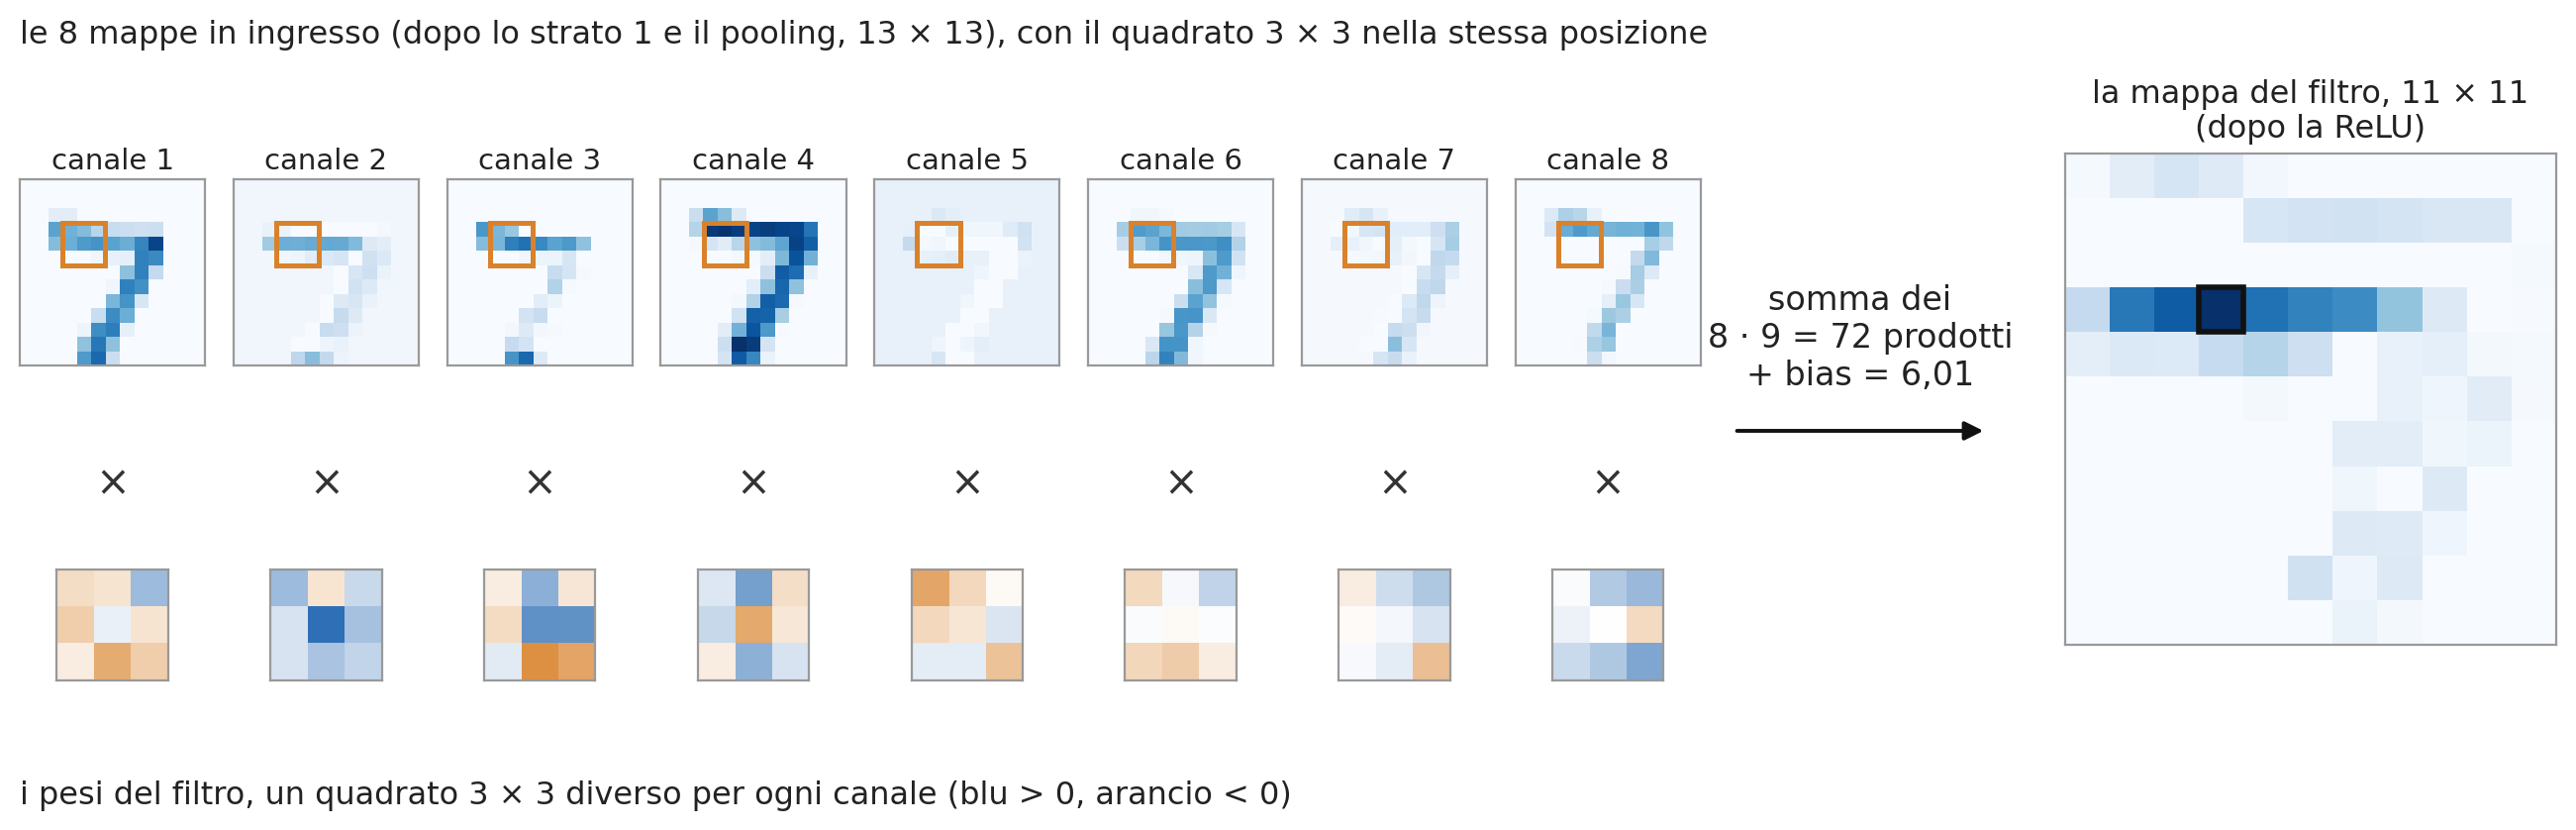 le 8 mappe in ingresso (dopo lo strato 1 e il pooling, 13 × 13), con il quadrato 3 × 3 nella stessa posizione
la mappa del filtro, 11 × 11
(dopo la ReLU)
canale 1
canale 2
canale 3
canale 4
canale 5
canale 6
canale 7
canale 8
somma dei
8 · 9 = 72 prodotti
+ bias = 6,01
× × × × × × × ×
i pesi del filtro, un quadrato 3 × 3 diverso per ogni canale (blu > 0, arancio < 0)